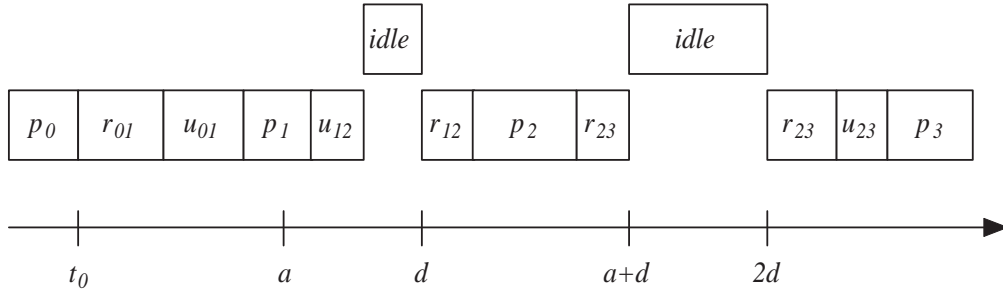 idle idle
p₀ r₀₁ u₀₁ p₁ u₁₂ r₁₂ p₂ r₂₃ r₂₃ u₂₃ p₃
t₀ a d a+d 2d